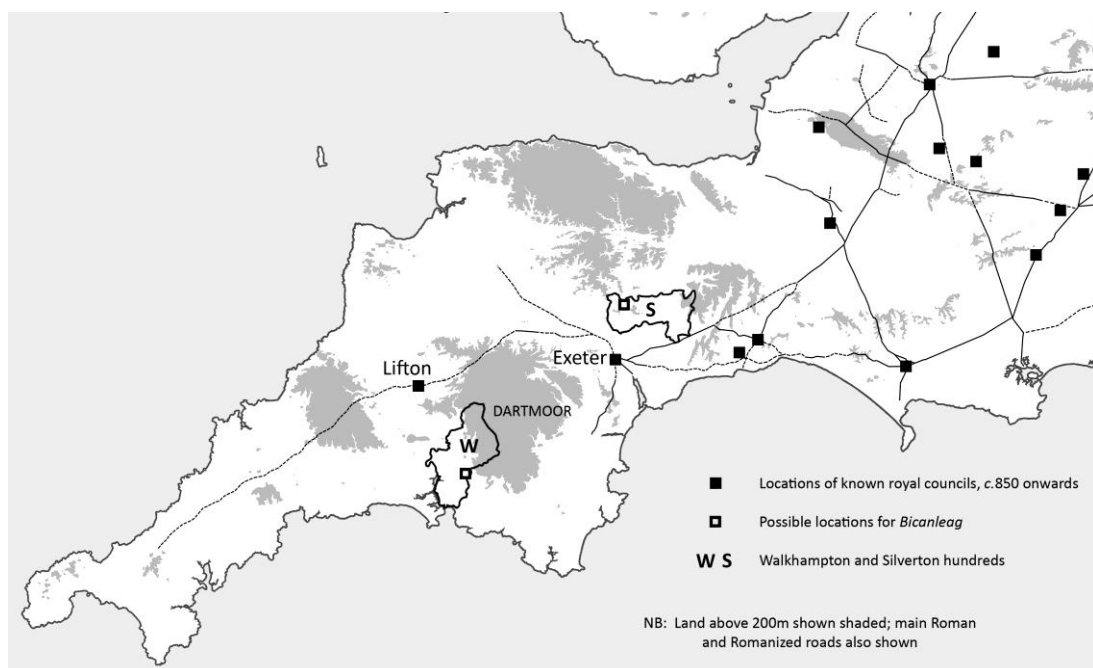 S
Lifton
Exeter
DARTMOOR
W
Locations of known royal councils, c.850 onwards
Possible locations for Bicanleag
W S Walkhampton and Silverton hundreds
NB: Land above 200m shown shaded; main Roman
and Romanized roads also shown